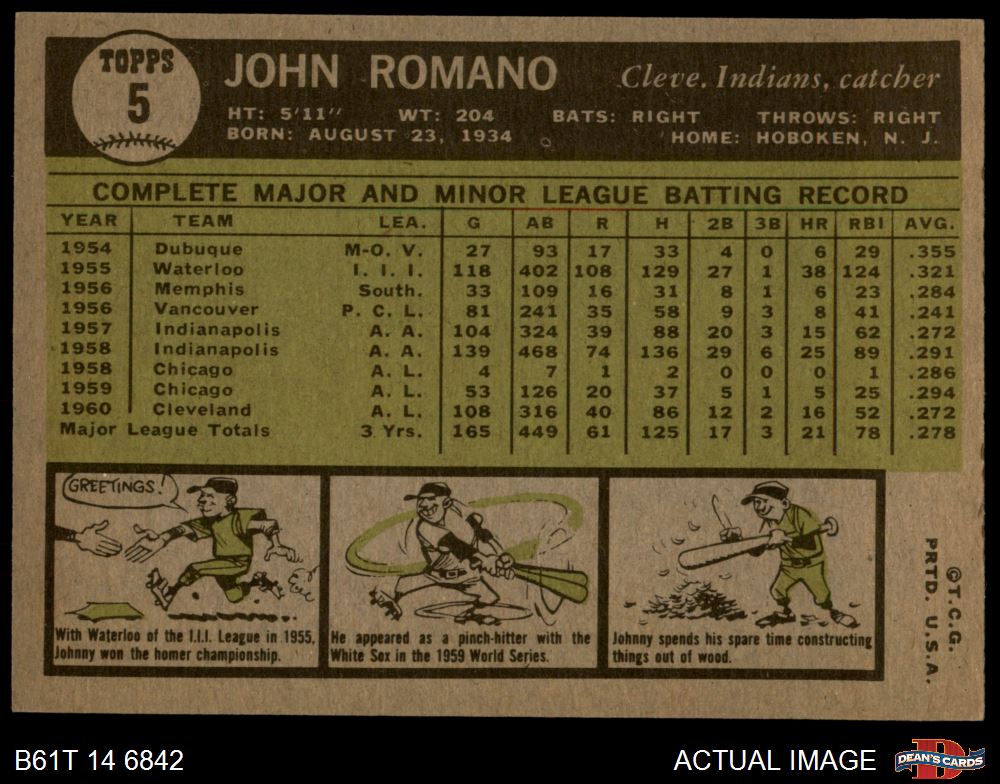 TOPPS
5
JOHN ROMANO Cleve. Indians, catcher
HT: 5'11" WT: 204 BATS: RIGHT THROWS: RIGHT
BORN: AUGUST 23, 1934 HOME: HOBOKEN, N. J.
COMPLETE MAJOR AND MINOR LEAGUE BATTING RECORD
YEAR TEAM LEA. G AB R H 2B 3B HR RBI AVG.
1954 Dubuque M-O. V. 27 93 17 33 4 0 6 29 .355
1955 Waterloo I. I. I. 118 402 108 129 27 1 38 124 .321
1956 Memphis South. 33 109 16 31 8 1 6 23 .284
1956 Vancouver P. C. L. 81 241 35 58 9 3 8 41 .241
1957 Indianapolis A. A. 104 324 39 88 20 3 15 62 .272
1958 Indianapolis A. A. 139 468 74 136 29 6 25 89 .291
1958 Chicago A. L. 4 7 1 2 0 0 0 1 .286
1959 Chicago A. L. 53 126 20 37 5 1 5 25 .294
1960 Cleveland A. L. 108 316 40 86 12 2 16 52 .272
Major League Totals 3 Yrs. 165 449 61 125 17 3 21 78 .278
GREETINGS!
With Waterloo of the I.I.I. League in 1955,
Johnny won the homer championship.
He appeared as a pinch-hitter with the
White Sox in the 1959 World Series.
Johnny spends his spare time constructing
things out of wood.
© T.C.G.
PRTD. U.S.A.
B61T 14 6842
ACTUAL IMAGE
DEAN'S CARDS